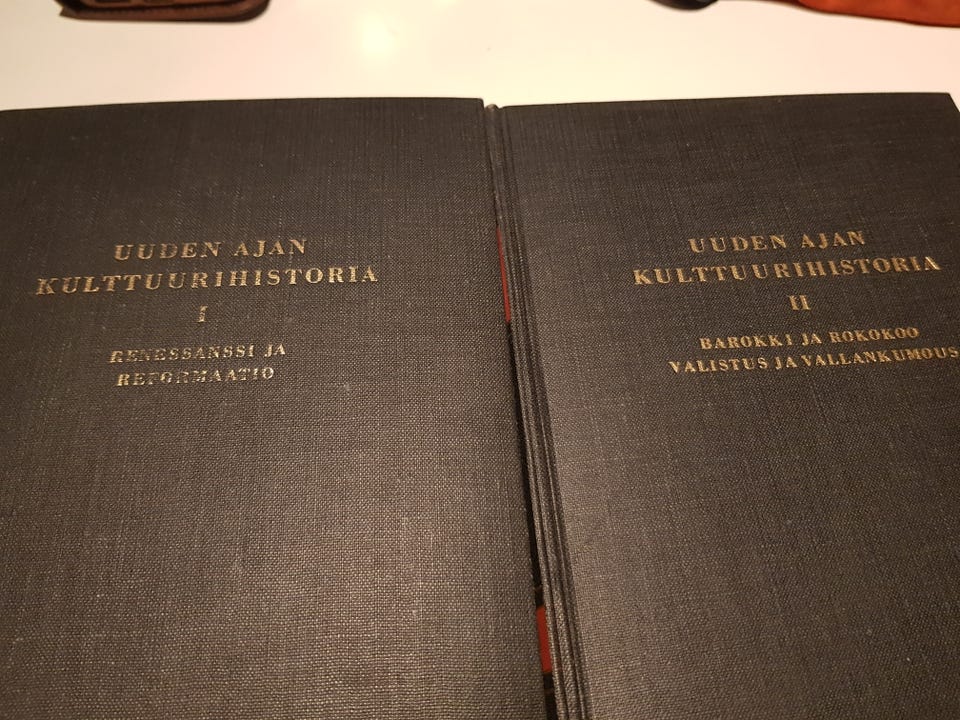 UUDEN AJAN
KULTTUURIHISTORIA
I
RENESSANSSI JA
REFORMAATIO
UUDEN AJAN
KULTTUURIHISTORIA
II
BAROKKI JA ROKOKOO
VALISTUS JA VALLANKUMOUS